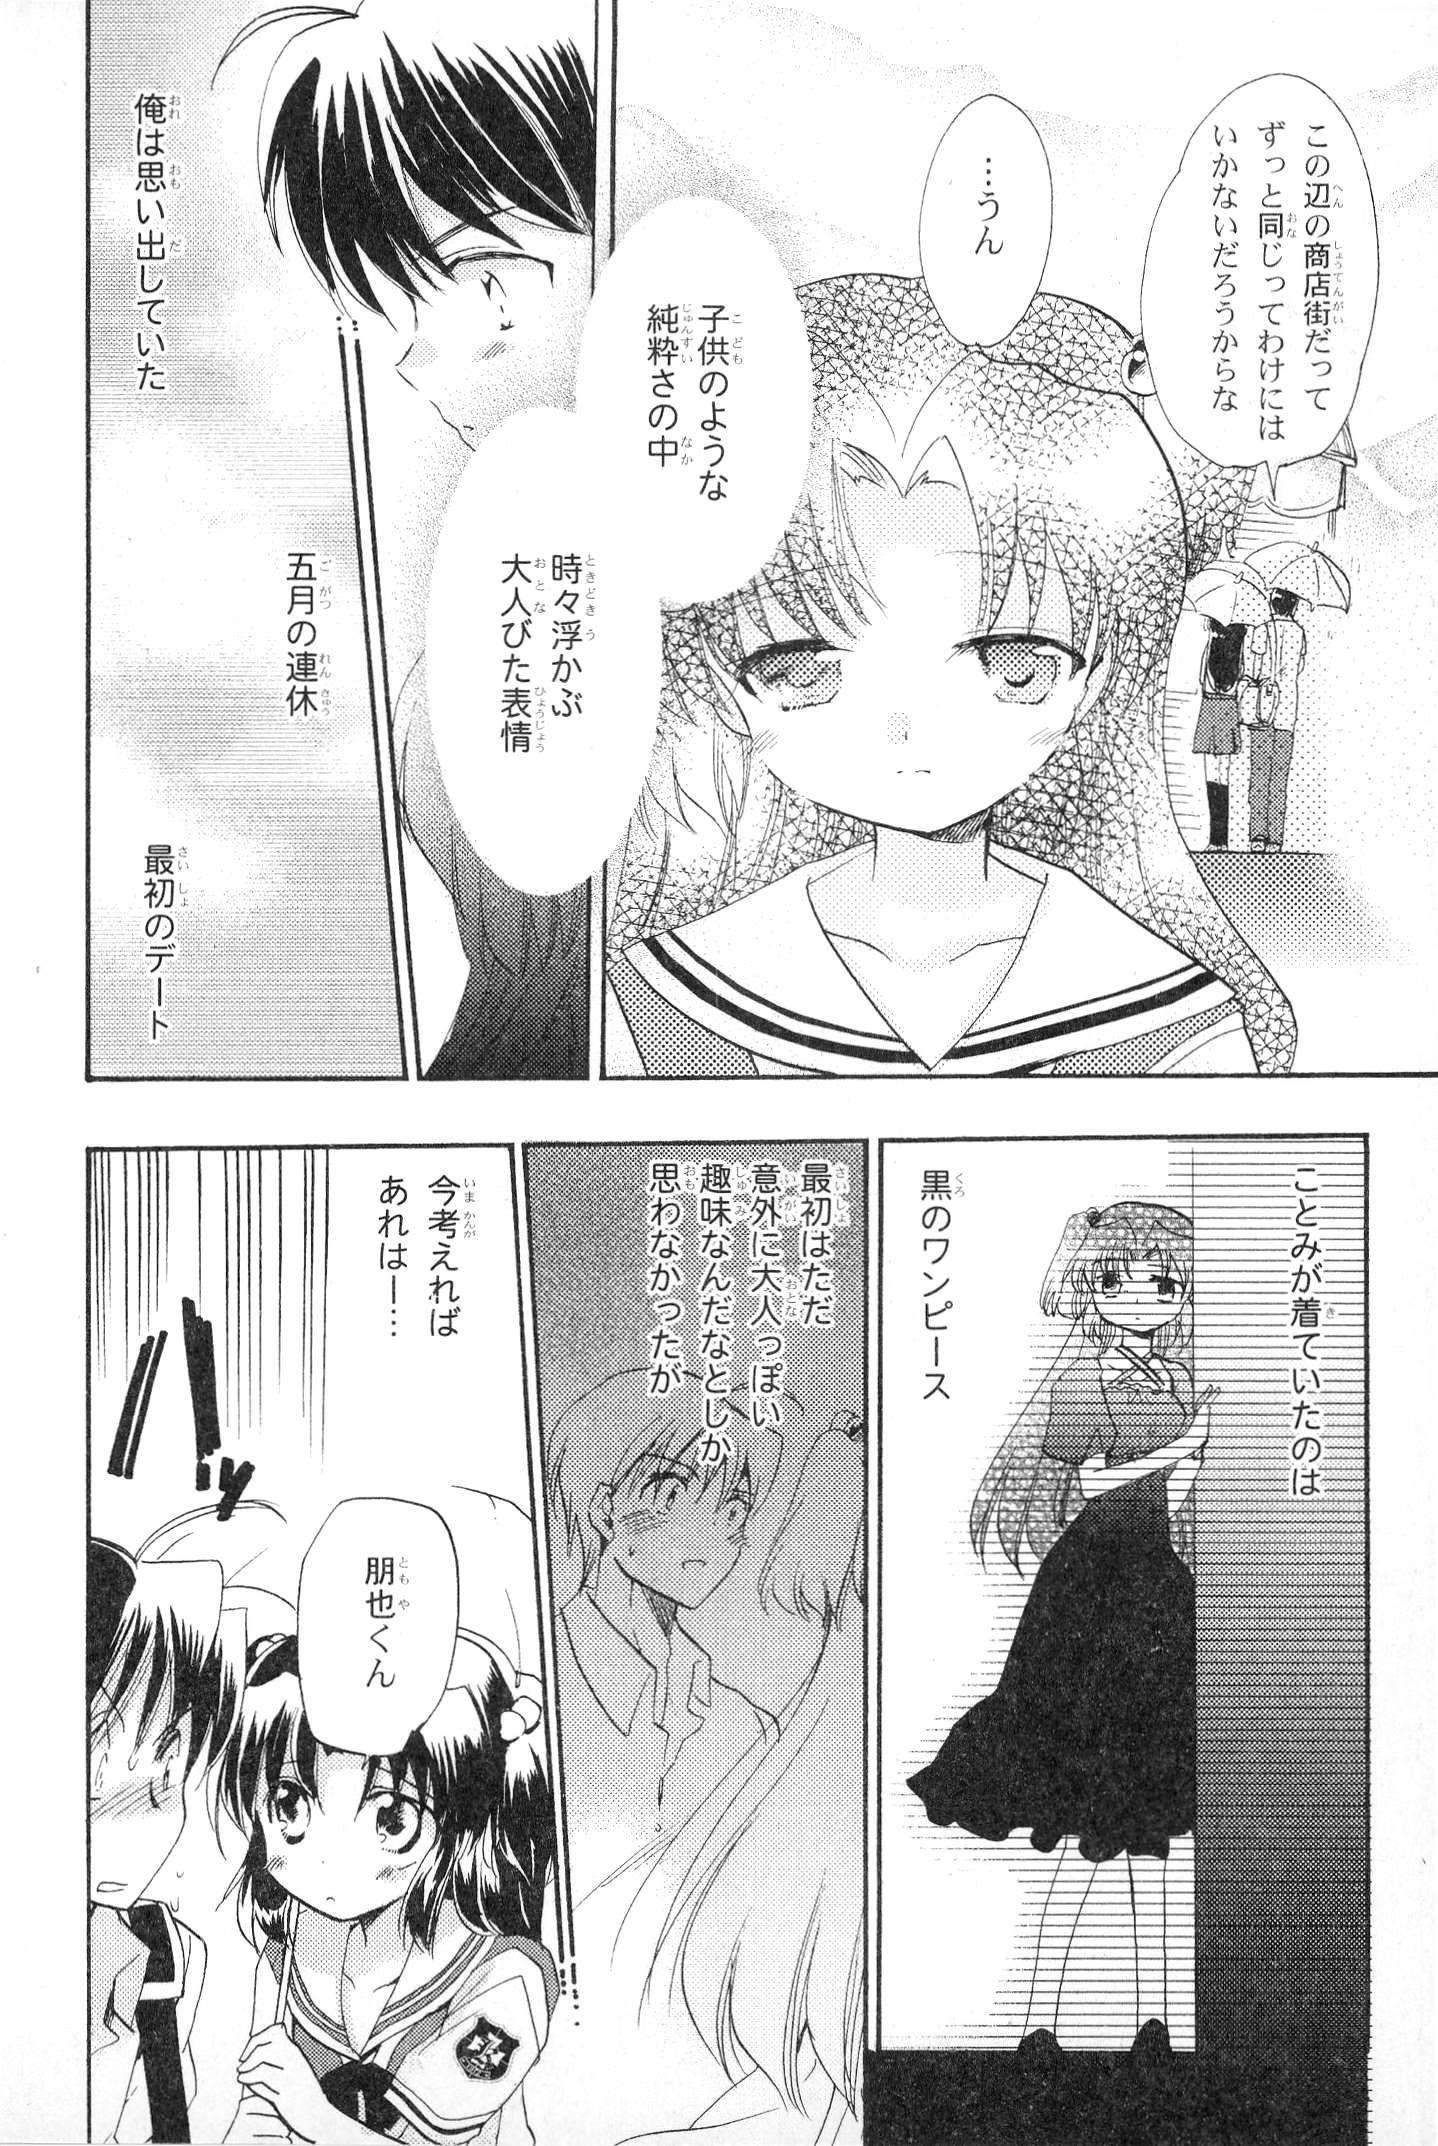 この辺の商店街だって
ずっと同じってわけには
いかないだろうからな
…うん
子供のような
純粋さの中
時々浮かぶ
大人びた表情
俺は思い出していた
五月の連休
最初のデート
ことみが着ていたのは
黒のワンピース
最初はただ
意外に大人っぽい
趣味なんだなとしか
思わなかったが
今考えれば
あれはー…
朋也くん